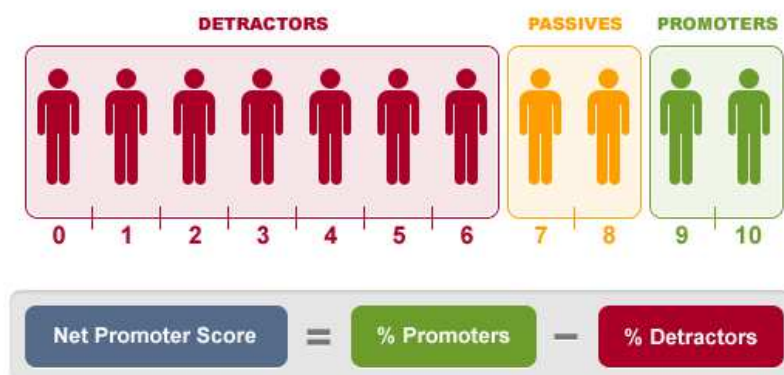 DETRACTORS PASSIVES PROMOTERS
0 1 2 3 4 5 6 7 8 9 10
Net Promoter Score = % Promoters − % Detractors